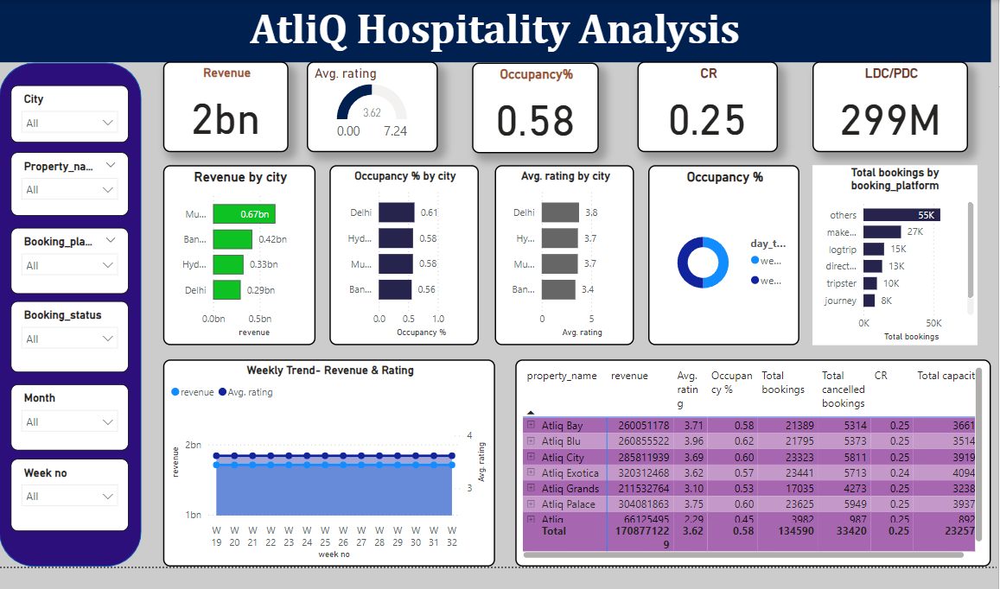 AtliQ Hospitality Analysis
City
All
Property_na...
All
Booking_pla...
All
Booking_status
All
Month
All
Week no
All
Revenue
2bn
Avg. rating
3.62
0.00 7.24
Occupancy%
0.58
CR
0.25
LDC/PDC
299M
Revenue by city
Mu... 0.67bn
Ban... 0.42bn
Hyd... 0.33bn
Delhi 0.29bn
0.0bn 0.5bn
revenue
Occupancy % by city
Delhi 0.61
Hyd... 0.58
Mu... 0.58
Ban... 0.56
0.0 0.5 1.0
Occupancy %
Avg. rating by city
Delhi 3.8
Hy... 3.7
Mu... 3.7
Ban... 3.4
0 5
Avg. rating
Occupancy %
day_t...
we...
we...
Total bookings by
booking_platform
others 55K
make... 27K
logtrip 15K
direct... 13K
tripster 10K
journey 8K
0K 50K
Total bookings
Weekly Trend- Revenue & Rating
revenue Avg. rating
2bn
1bn
revenue
4
3
Avg. rating
W W W W W W W W W W W W W W
19 20 21 22 23 24 25 26 27 28 29 30 31 32
week no
property_name revenue Avg. Occupan Total Total CR Total capacit
ratin cy % bookings cancelled
g bookings
Atliq Bay 260051178 3.71 0.58 21389 5314 0.25 3661
Atliq Blu 260855522 3.96 0.62 21795 5373 0.25 3514
Atliq City 285811939 3.69 0.60 23323 5811 0.25 3919
Atliq Exotica 320312468 3.62 0.57 23441 5713 0.24 4094
Atliq Grands 211532764 3.10 0.53 17035 4273 0.25 3238
Atliq Palace 304081863 3.75 0.60 23625 5949 0.25 3937
Atliq 66125495 2.29 0.45 3982 987 0.25 892
Total 170877122 3.62 0.58 134590 33420 0.25 23257
9